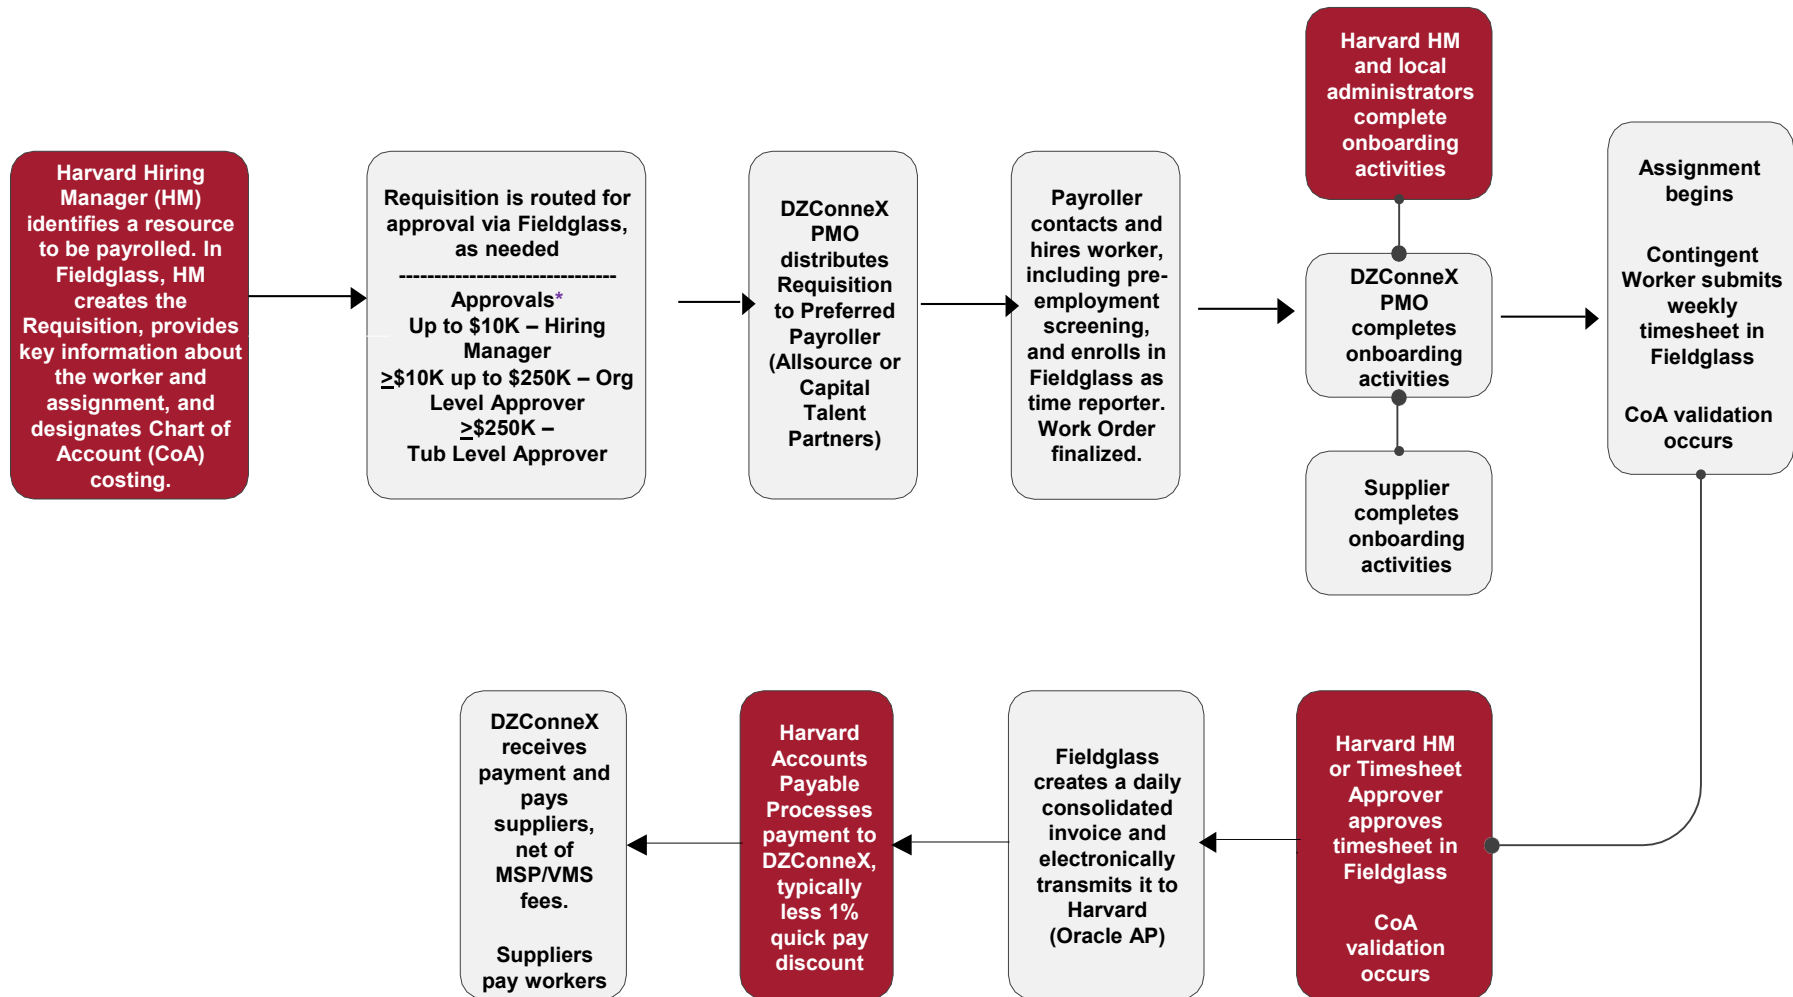 Harvard Hiring
Manager (HM)
identifies a resource
to be payrolled. In
Fieldglass, HM
creates the
Requisition, provides
key information about
the worker and
assignment, and
designates Chart of
Account (CoA)
costing.
Requisition is routed for
approval via Fieldglass,
as needed
-------------------------------
Approvals*
Up to $10K – Hiring
Manager
≥$10K up to $250K – Org
Level Approver
≥$250K –
Tub Level Approver
DZConneX
PMO
distributes
Requisition
to Preferred
Payroller
(Allsource or
Capital
Talent
Partners)
Payroller
contacts and
hires worker,
including pre-
employment
screening,
and enrolls in
Fieldglass as
time reporter.
Work Order
finalized.
Harvard HM
and local
administrators
complete
onboarding
activities
DZConneX
PMO
completes
onboarding
activities
Supplier
completes
onboarding
activities
Assignment
begins
Contingent
Worker submits
weekly
timesheet in
Fieldglass
CoA validation
occurs
Harvard HM
or Timesheet
Approver
approves
timesheet in
Fieldglass
CoA
validation
occurs
Fieldglass
creates a daily
consolidated
invoice and
electronically
transmits it to
Harvard
(Oracle AP)
Harvard
Accounts
Payable
Processes
payment to
DZConneX,
typically
less 1%
quick pay
discount
DZConneX
receives
payment and
pays
suppliers,
net of
MSP/VMS
fees.
Suppliers
pay workers